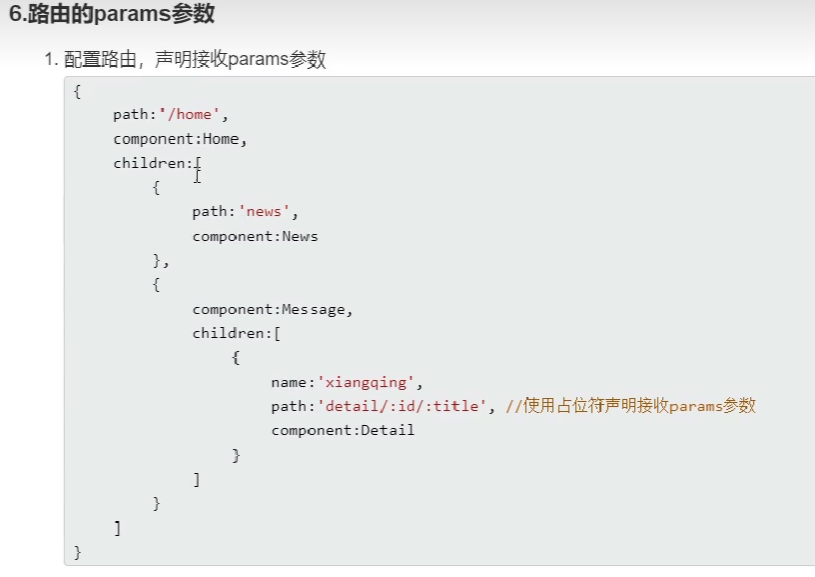 6.路由的params参数
1. 配置路由，声明接收params参数
{
path:'/home',
component:Home,
children:[
{
path:'news',
component:News
},
{
component:Message,
children:[
{
name:'xiangqing',
path:'detail/:id/:title', //使用占位符声明接收params参数
component:Detail
}
]
}
]
}